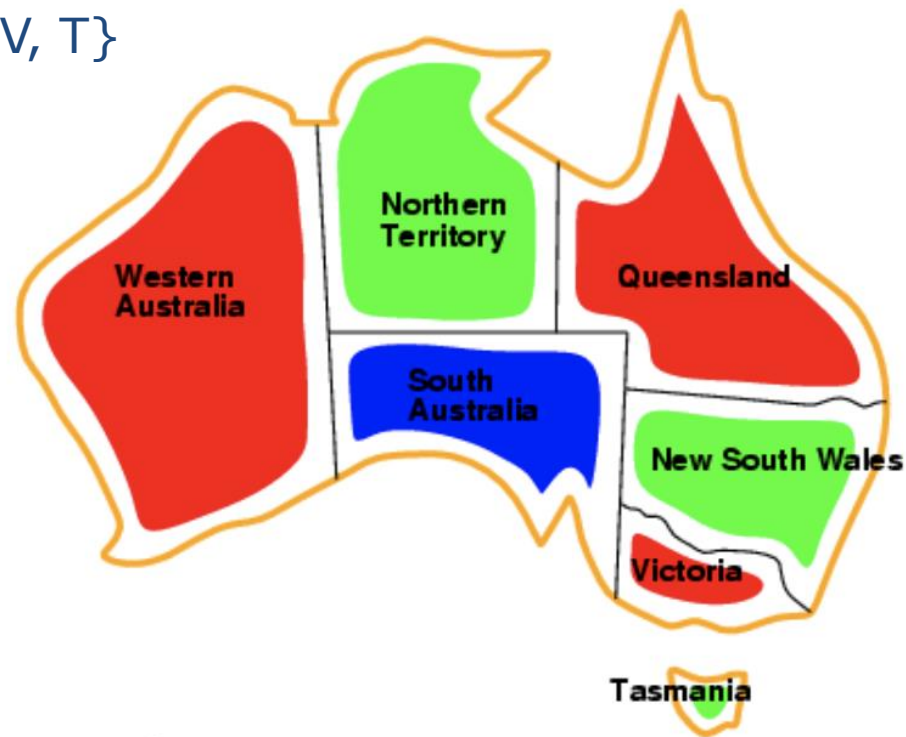 V, T}
Northern
Territory
Western
Australia
Queensland
South
Australia
New South Wales
Victoria
Tasmania